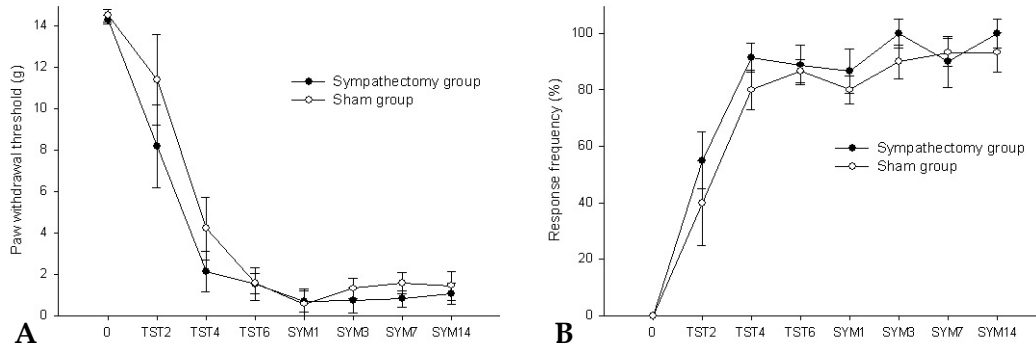 14
12
10
8
6
4
2
0
Paw withdrawal threshold (g)
Sympathectomy group
Sham group
0 TST2 TST4 TST6 SYM1 SYM3 SYM7 SYM14
A
100
80
60
40
20
0
Response frequency (%)
Sympathectomy group
Sham group
0 TST2 TST4 TST6 SYM1 SYM3 SYM7 SYM14
B